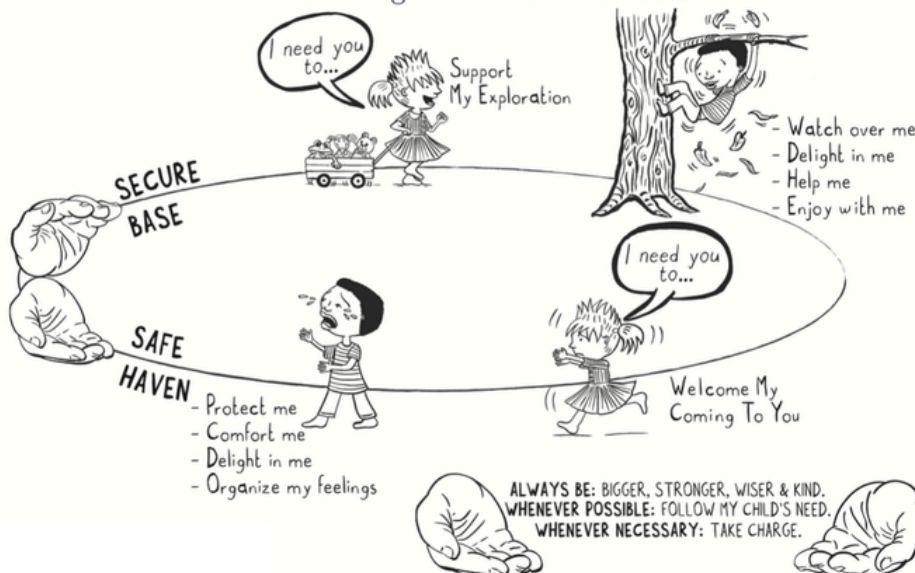 I need you
to...
Support
My Exploration
- Watch over me
- Delight in me
- Help me
- Enjoy with me
SECURE
BASE
I need you
to...
SAFE
HAVEN
- Protect me
- Comfort me
- Delight in me
- Organize my feelings
Welcome My
Coming To You
ALWAYS BE: BIGGER, STRONGER, WISER & KIND.
WHENEVER POSSIBLE: FOLLOW MY CHILD'S NEED.
WHENEVER NECESSARY: TAKE CHARGE.